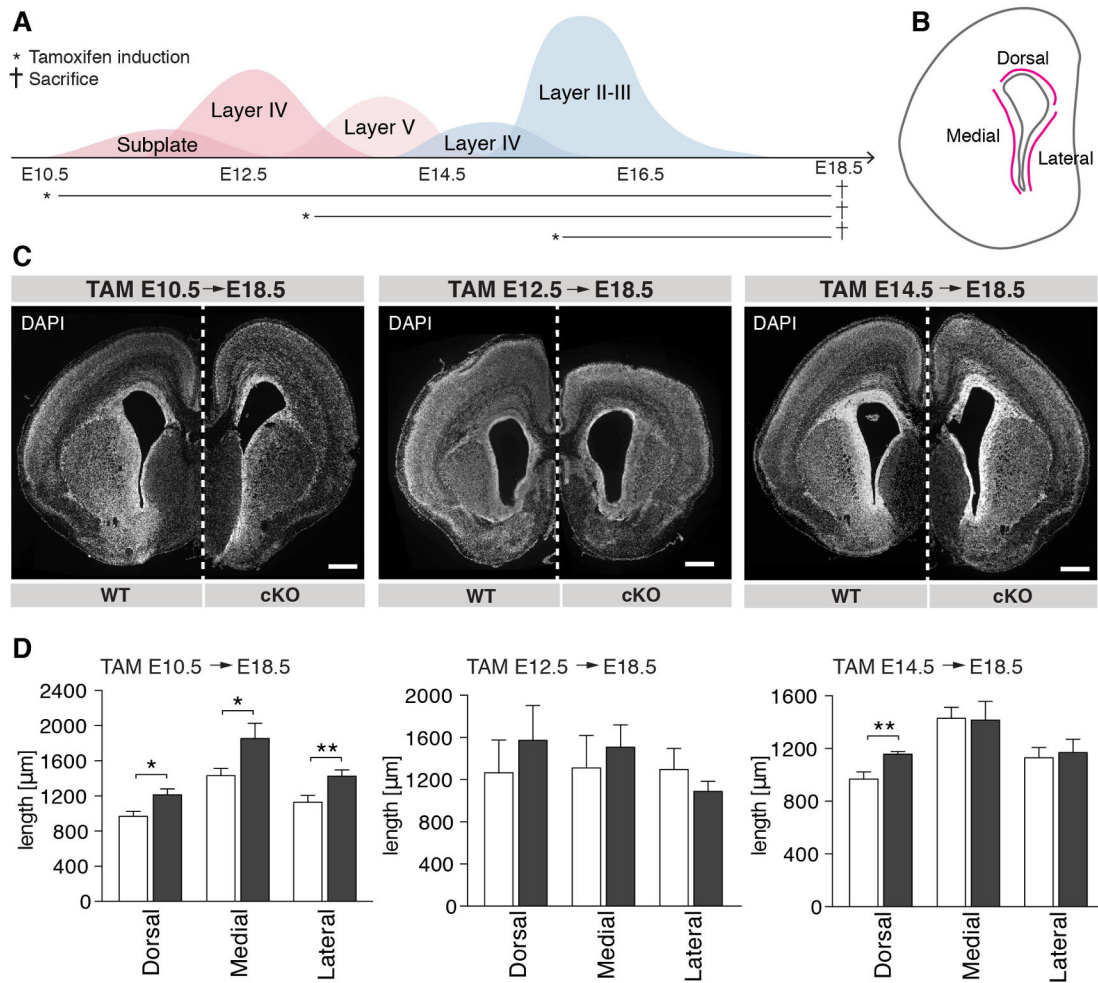 A
* Tamoxifen induction
† Sacrifice
Subplate
Layer IV
Layer V
Layer IV
Layer II-III
E10.5 E12.5 E14.5 E16.5 E18.5
* †
* †
* †
B
Dorsal
Medial
Lateral
C
TAM E10.5 → E18.5
DAPI
WT cKO
TAM E12.5 → E18.5
DAPI
WT cKO
TAM E14.5 → E18.5
DAPI
WT cKO
D
TAM E10.5 → E18.5
length [µm]
2400
2000
1600
1200
800
400
0
* * **
Dorsal Medial Lateral
TAM E12.5 → E18.5
length [µm]
2000
1600
1200
800
400
0
Dorsal Medial Lateral
TAM E14.5 → E18.5
length [µm]
1600
1200
800
400
0
**
Dorsal Medial Lateral